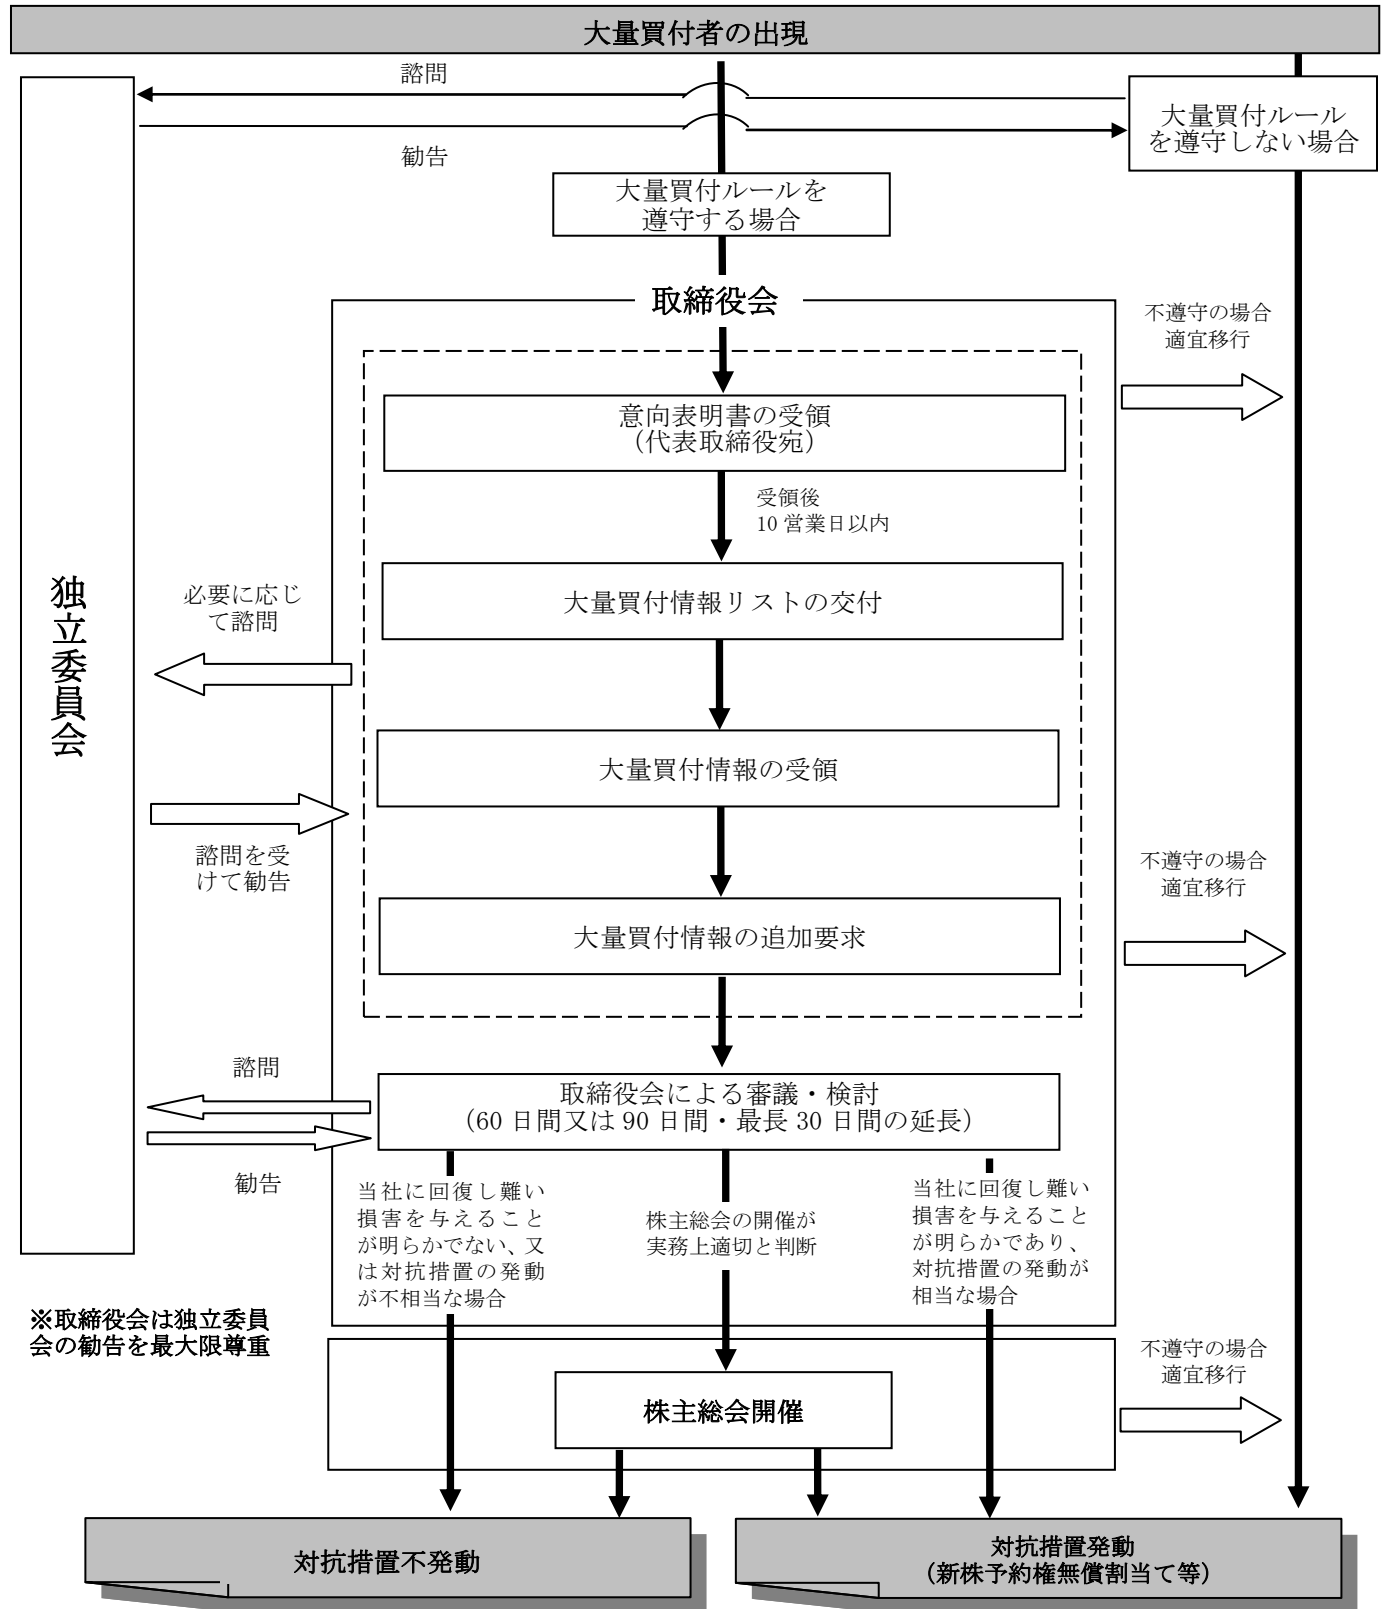 大量買付者の出現
諮問
勧告
大量買付ルール
を遵守しない場合
大量買付ルールを
遵守する場合
取締役会
不遵守の場合
適宜移行
意向表明書の受領
（代表取締役宛）
受領後
10 営業日以内
独立委員会
必要に応じ
て諮問
大量買付情報リストの交付
大量買付情報の受領
諮問を受
けて勧告
不遵守の場合
適宜移行
大量買付情報の追加要求
諮問
勧告
取締役会による審議・検討
（60 日間又は 90 日間・最長 30 日間の延長）
当社に回復し難い
損害を与えること
が明らかでない、又
は対抗措置の発動
が不相当な場合
株主総会の開催が
実務上適切と判断
当社に回復し難い
損害を与えること
が明らかであり、
対抗措置の発動が
相当な場合
※取締役会は独立委員
会の勧告を最大限尊重
不遵守の場合
適宜移行
株主総会開催
対抗措置不発動
対抗措置発動
（新株予約権無償割当て等）